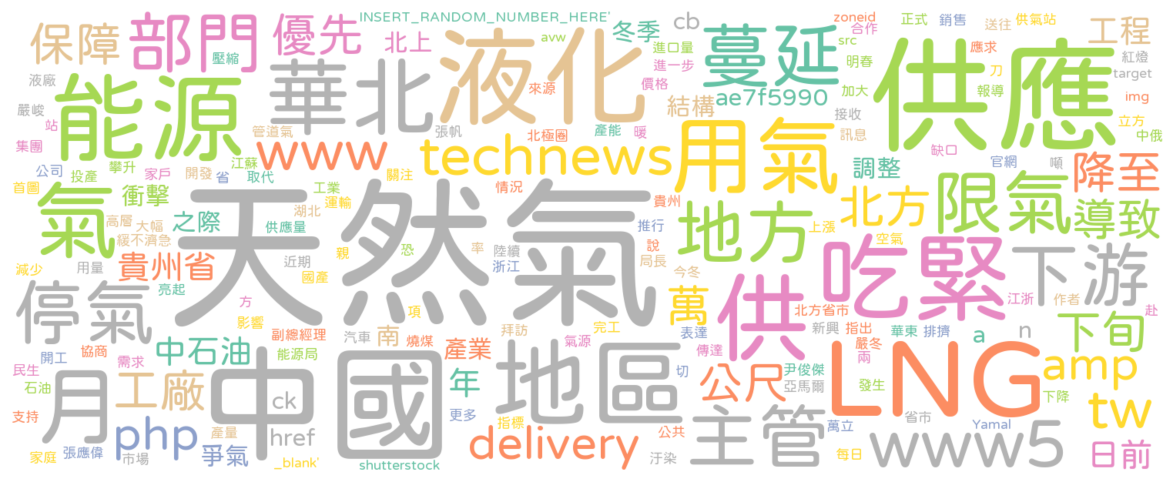 保障
部門
優先
INSERT_RANDOM_NUMBER_HERE'
北上
壓縮
avw
液化
冬季
cb
進口量
進一步
價格
來源
蔓延
zoneid
合作
src
正式
銷售
明春
送往
供氣站
應求
工程
紅燈
target
液廠
嚴峻
站
集團
能源
華北
張帆
北極圈
產能
暖
結構
ae7f5990
加大
接收
訊息
供應
刀
報導
img
立方
中俄
管道氣
www
technews
用氣
缺口
官網
噸
調整
降至
公司
攀升
家戶
開發
江蘇
省
取代
首圖
投產
衝擊
關注
情況
貴州
工業
運輸
氣
高層
大幅
之際
湖北
供應量
緩不濟急
天然氣
率
陸續
浙江
恐
親
推行
說
局長
地方
上漲
北方
空氣
限氣
導致
減少
用量
貴州省
近期
國產
亮起
停氣
方
影響
項
拜訪
氣源
完工
今冬
萬
供
吃緊
北方省市
江浙
作者
赴
下游
副總經理
汽車
南
燒煤
表達
傳達
新興
指出
華東
排擠
嚴冬
兩
a
n
下旬
民生
開工
協商
需求
中石油
能源局
產業
切
尹俊傑
亞馬爾
發生
下降
amp
石油
支持
月
工廠
中國
年
地區
公尺
LNG
ck
更多
指標
主管
萬立
省市
Yamal
tw
家庭
張應偉
php
產量
市場
爭氣
href
_blank'
shutterstock
delivery
公共
汙染
每日
www5
日前